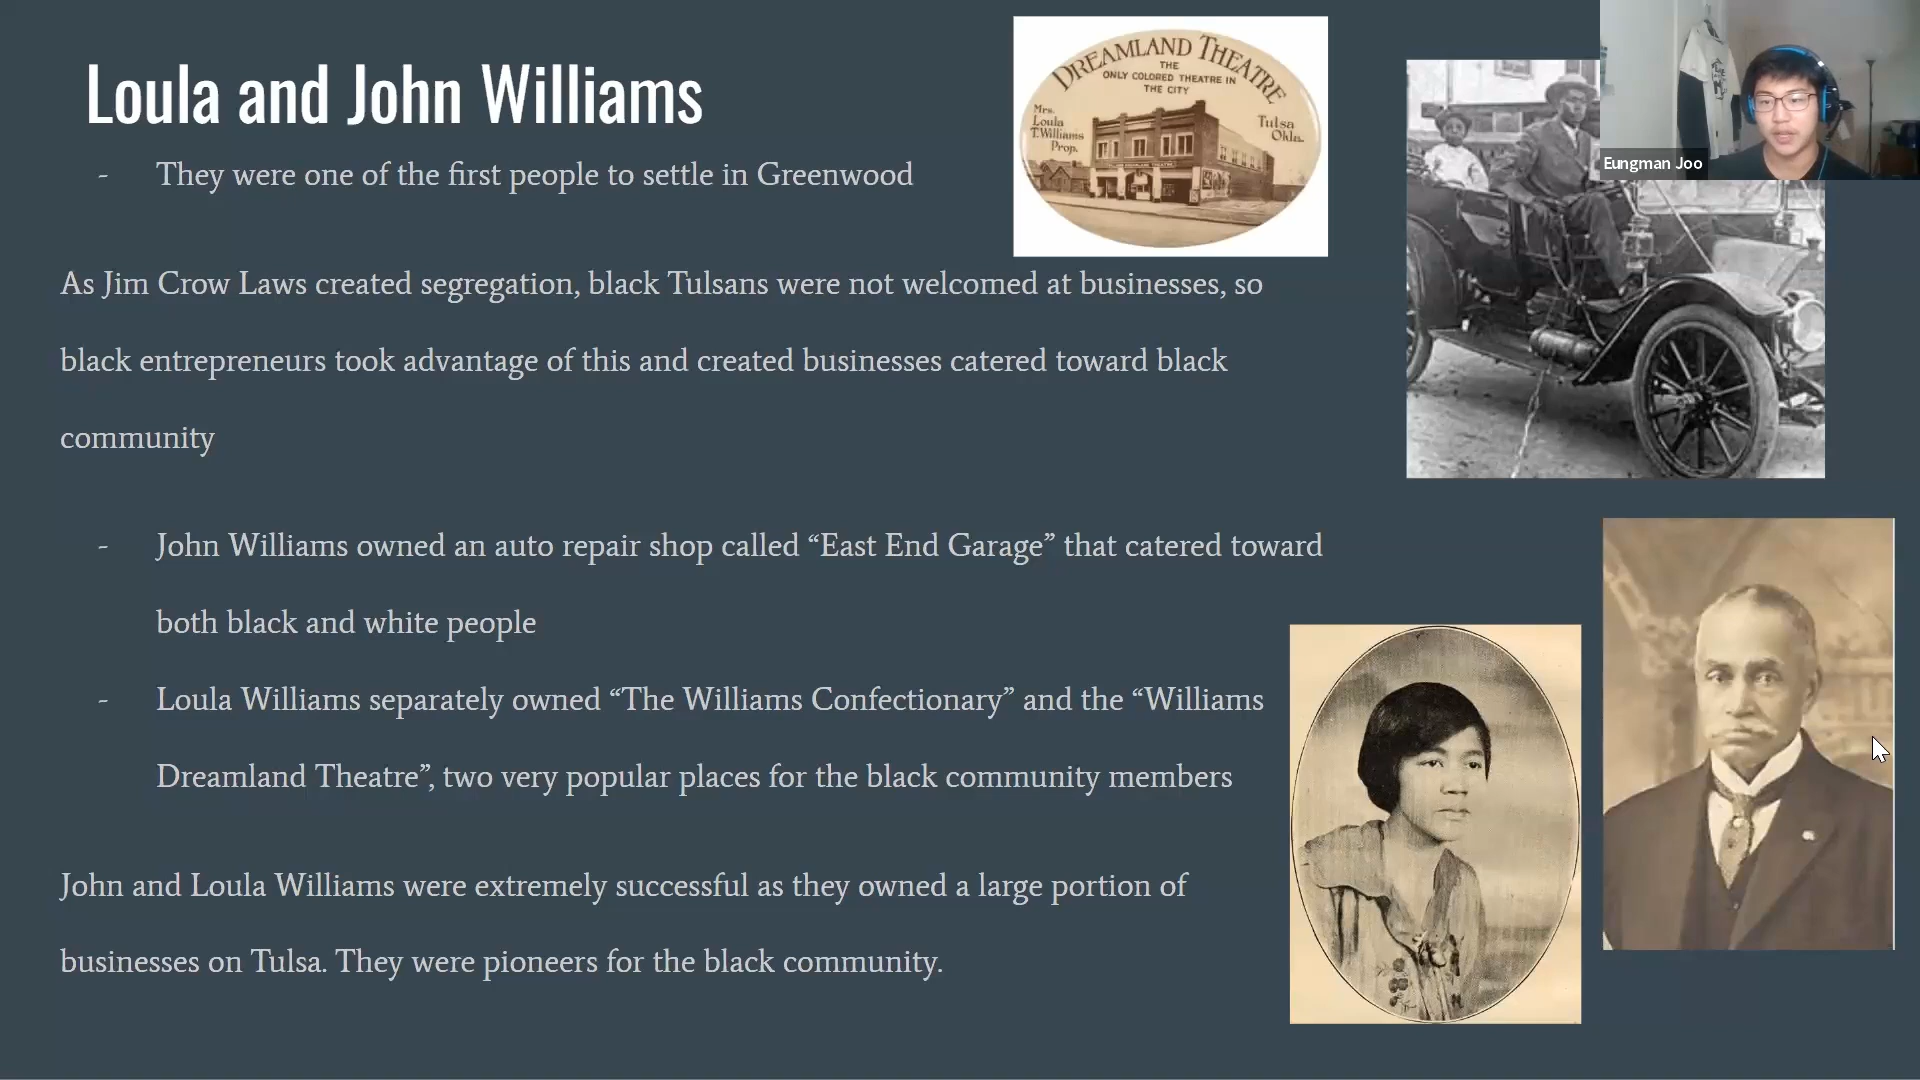 Loula and John Williams
- They were one of the first people to settle in Greenwood
As Jim Crow Laws created segregation, black Tulsans were not welcomed at businesses, so
black entrepreneurs took advantage of this and created businesses catered toward black
community
- John Williams owned an auto repair shop called “East End Garage” that catered toward
both black and white people
- Loula Williams separately owned “The Williams Confectionary” and the “Williams
Dreamland Theatre”, two very popular places for the black community members
John and Loula Williams were extremely successful as they owned a large portion of
businesses on Tulsa. They were pioneers for the black community.
DREAMLAND THEATRE
THE
ONLY COLORED THEATRE IN
THE CITY
Mrs.
Loula
T. Williams
Prop.
Tulsa
Okla.
Eungman Joo